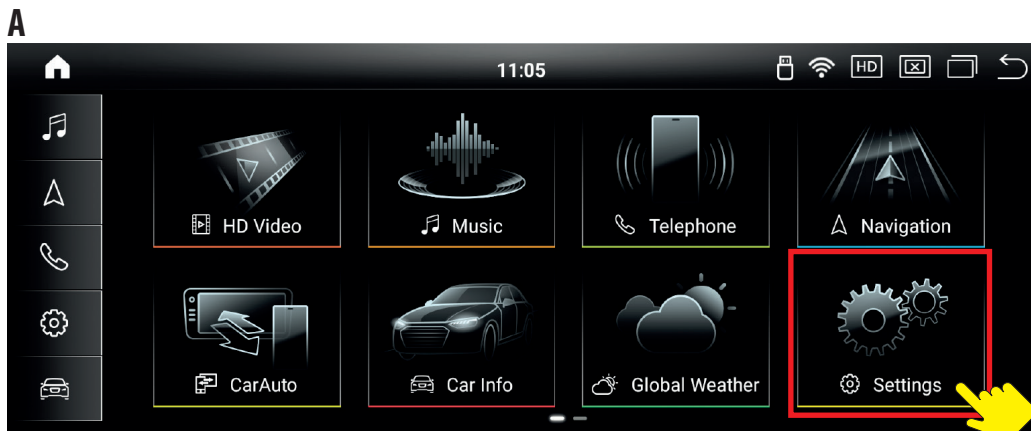 A
11:05
HD
HD Video
Music
Telephone
Navigation
CarAuto
Car Info
Global Weather
Settings